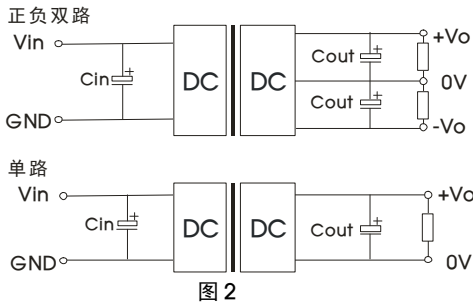 正负双路
Vin
Cin
+
GND
DC
DC
Cout
+
Cout
+
+Vo
0V
-Vo
单路
Vin
Cin
+
GND
DC
DC
Cout
+
+Vo
0V
图2